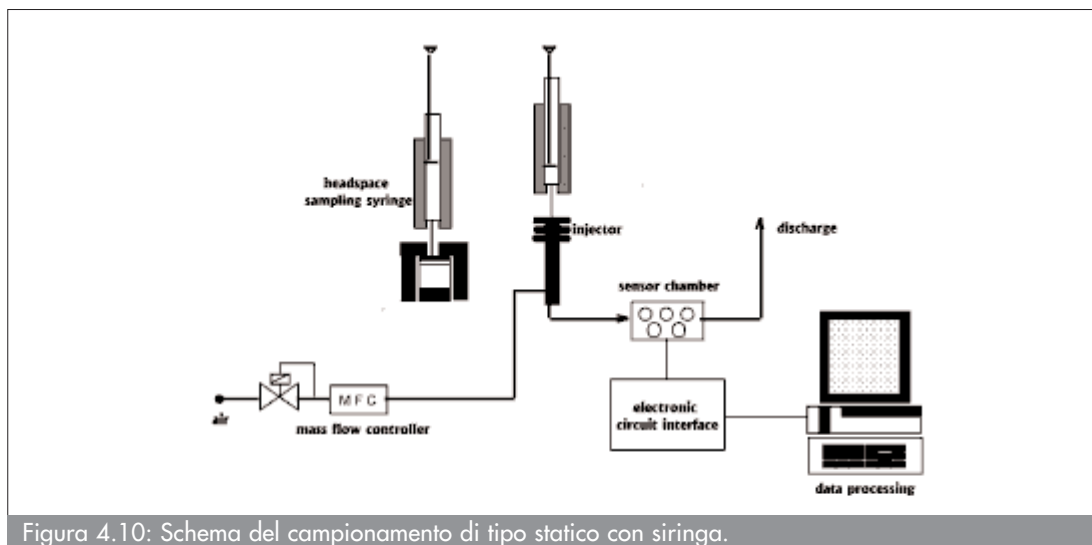 headspace
sampling syringe
injector
discharge
sensor chamber
air
MFC
mass flow controller
electronic
circuit interface
data processing
Figura 4.10: Schema del campionamento di tipo statico con siringa.